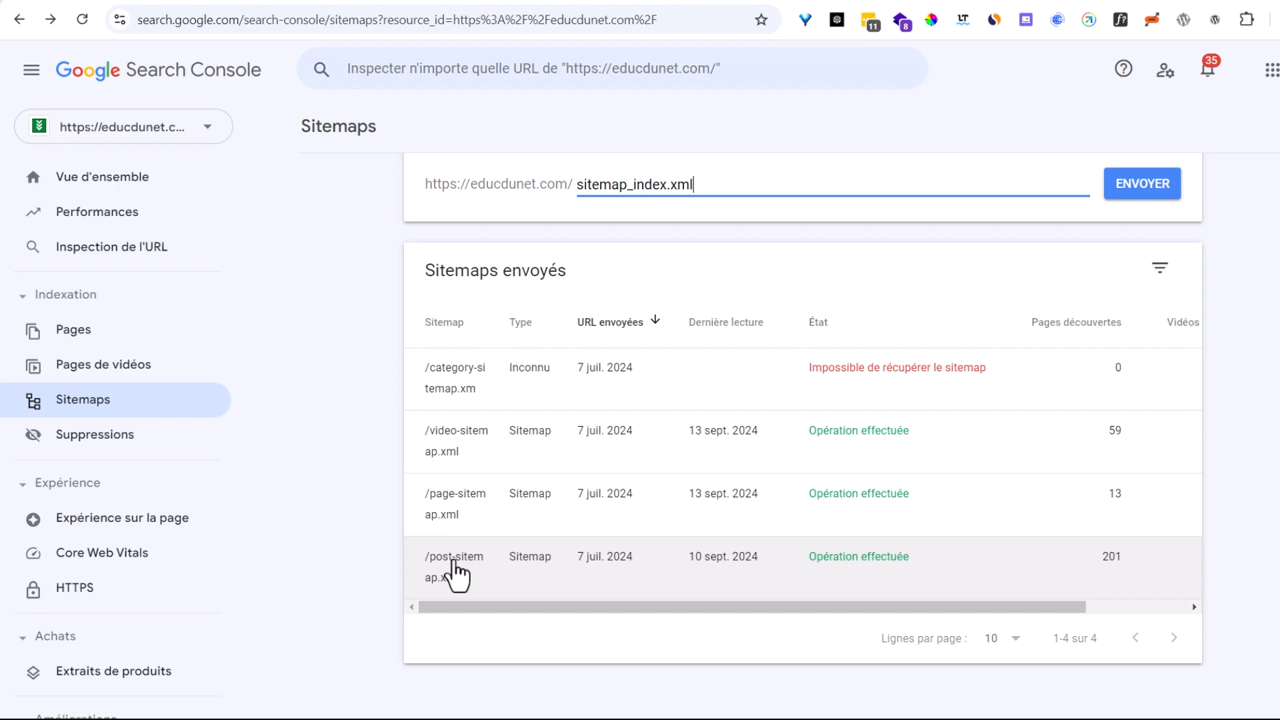 search.google.com/search-console/sitemaps?resource_id=https%3A%2F%2Feducdunet.com%2F
11
8
LT
f?
Google Search Console
Inspecter n'importe quelle URL de "https://educdunet.com/"
35
https://educdunet.c...
Sitemaps
https://educdunet.com/ sitemap_index.xml
ENVOYER
Vue d'ensemble
Performances
Inspection de l'URL
Indexation
Pages
Pages de vidéos
Sitemaps
Suppressions
Expérience
Expérience sur la page
Core Web Vitals
HTTPS
Achats
Extraits de produits
Améliorations
Sitemaps envoyés
Sitemap Type URL envoyées Dernière lecture État Pages découvertes Vidéos
/category-si Inconnu 7 juil. 2024 Impossible de récupérer le sitemap 0
temap.xm
/video-sitem Sitemap 7 juil. 2024 13 sept. 2024 Opération effectuée 59
ap.xml
/page-sitem Sitemap 7 juil. 2024 13 sept. 2024 Opération effectuée 13
ap.xml
/post-sitem Sitemap 7 juil. 2024 10 sept. 2024 Opération effectuée 201
ap.x
Lignes par page : 10 1-4 sur 4